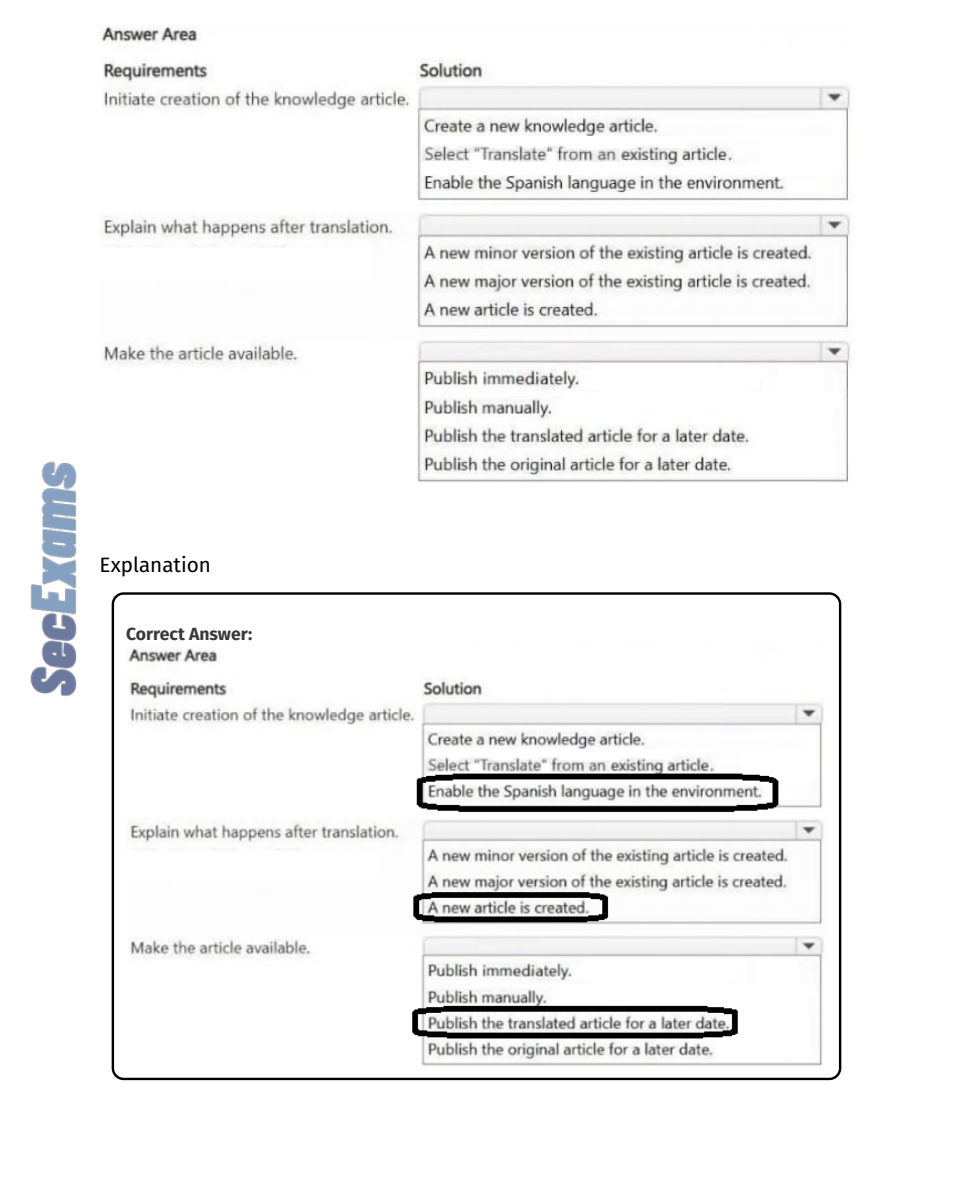 Answer Area
Requirements Solution
Initiate creation of the knowledge article.
Create a new knowledge article.
Select "Translate" from an existing article.
Enable the Spanish language in the environment.
Explain what happens after translation.
A new minor version of the existing article is created.
A new major version of the existing article is created.
A new article is created.
Make the article available.
Publish immediately.
Publish manually.
Publish the translated article for a later date.
Publish the original article for a later date.
SecExams
Explanation
Correct Answer:
Answer Area
Requirements Solution
Initiate creation of the knowledge article.
Create a new knowledge article.
Select "Translate" from an existing article.
Enable the Spanish language in the environment.
Explain what happens after translation.
A new minor version of the existing article is created.
A new major version of the existing article is created.
A new article is created.
Make the article available.
Publish immediately.
Publish manually.
Publish the translated article for a later date.
Publish the original article for a later date.